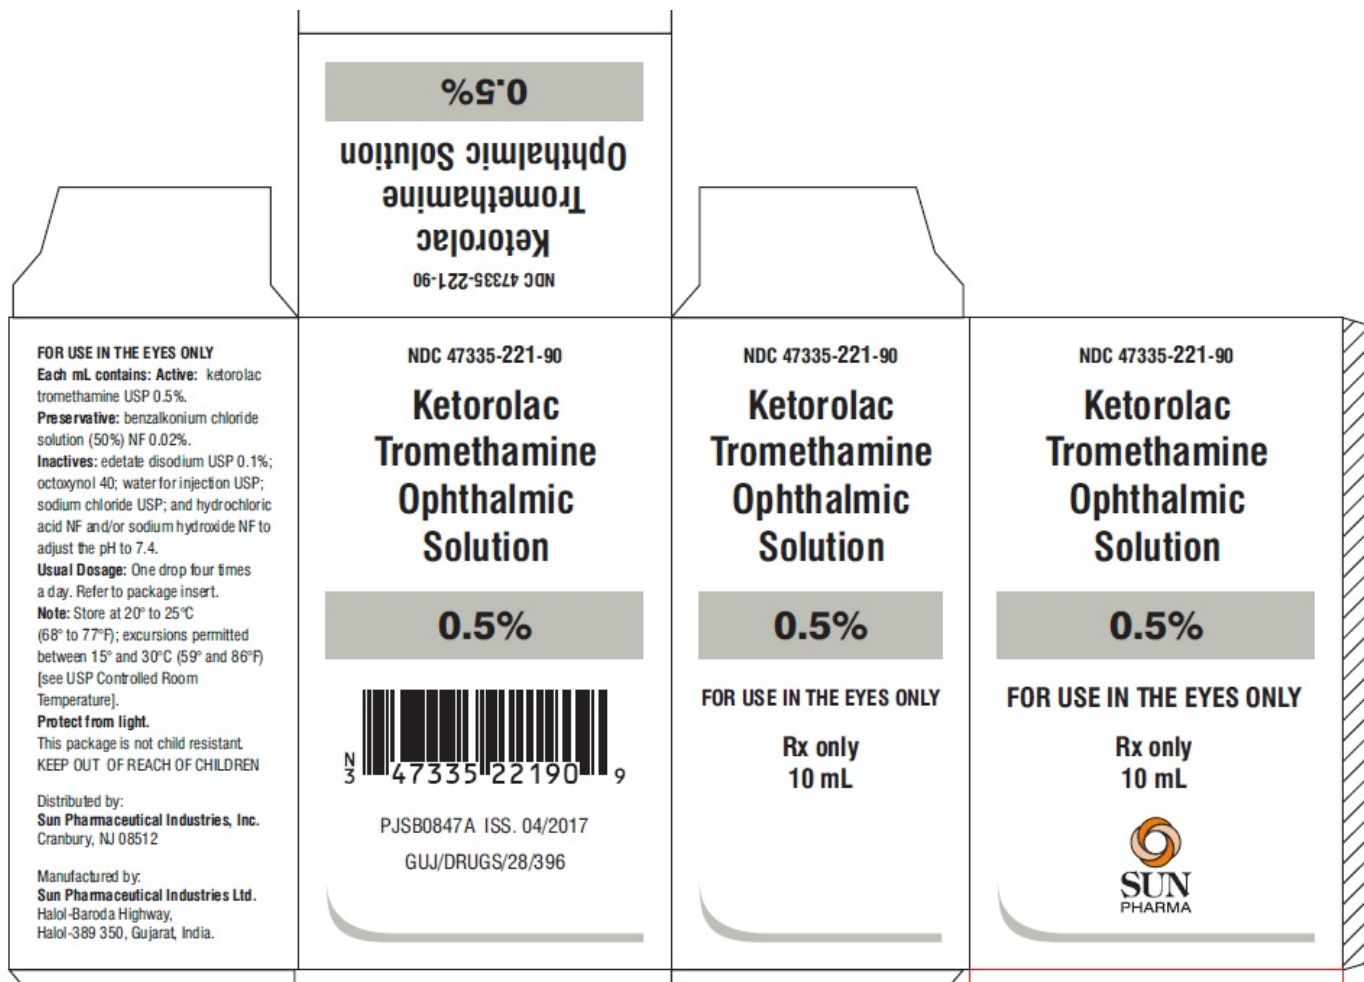 0.5%
Ophthalmic Solution
Tromethamine
Ketorolac
NDC 47335-221-90
FOR USE IN THE EYES ONLY
Each mL contains: Active: ketorolac
tromethamine USP 0.5%.
Preservative: benzalkonium chloride
solution (50%) NF 0.02%.
Inactives: edetate disodium USP 0.1%;
octoxynol 40; water for injection USP;
sodium chloride USP; and hydrochloric
acid NF and/or sodium hydroxide NF to
adjust the pH to 7.4.
Usual Dosage: One drop four times
a day. Refer to package insert.
Note: Store at 20° to 25°C
(68° to 77°F); excursions permitted
between 15° and 30°C (59° and 86°F)
[see USP Controlled Room
Temperature].
Protect from light.
This package is not child resistant.
KEEP OUT OF REACH OF CHILDREN
Distributed by:
Sun Pharmaceutical Industries, Inc.
Cranbury, NJ 08512
Manufactured by:
Sun Pharmaceutical Industries Ltd.
Halol-Baroda Highway,
Halol-389 350, Gujarat, India.
NDC 47335-221-90
Ketorolac
Tromethamine
Ophthalmic
Solution
0.5%
N
3 47335 22190 9
PJSB0847A ISS. 04/2017
GUJ/DRUGS/28/396
NDC 47335-221-90
Ketorolac
Tromethamine
Ophthalmic
Solution
0.5%
FOR USE IN THE EYES ONLY
Rx only
10 mL
NDC 47335-221-90
Ketorolac
Tromethamine
Ophthalmic
Solution
0.5%
FOR USE IN THE EYES ONLY
Rx only
10 mL
SUN
PHARMA